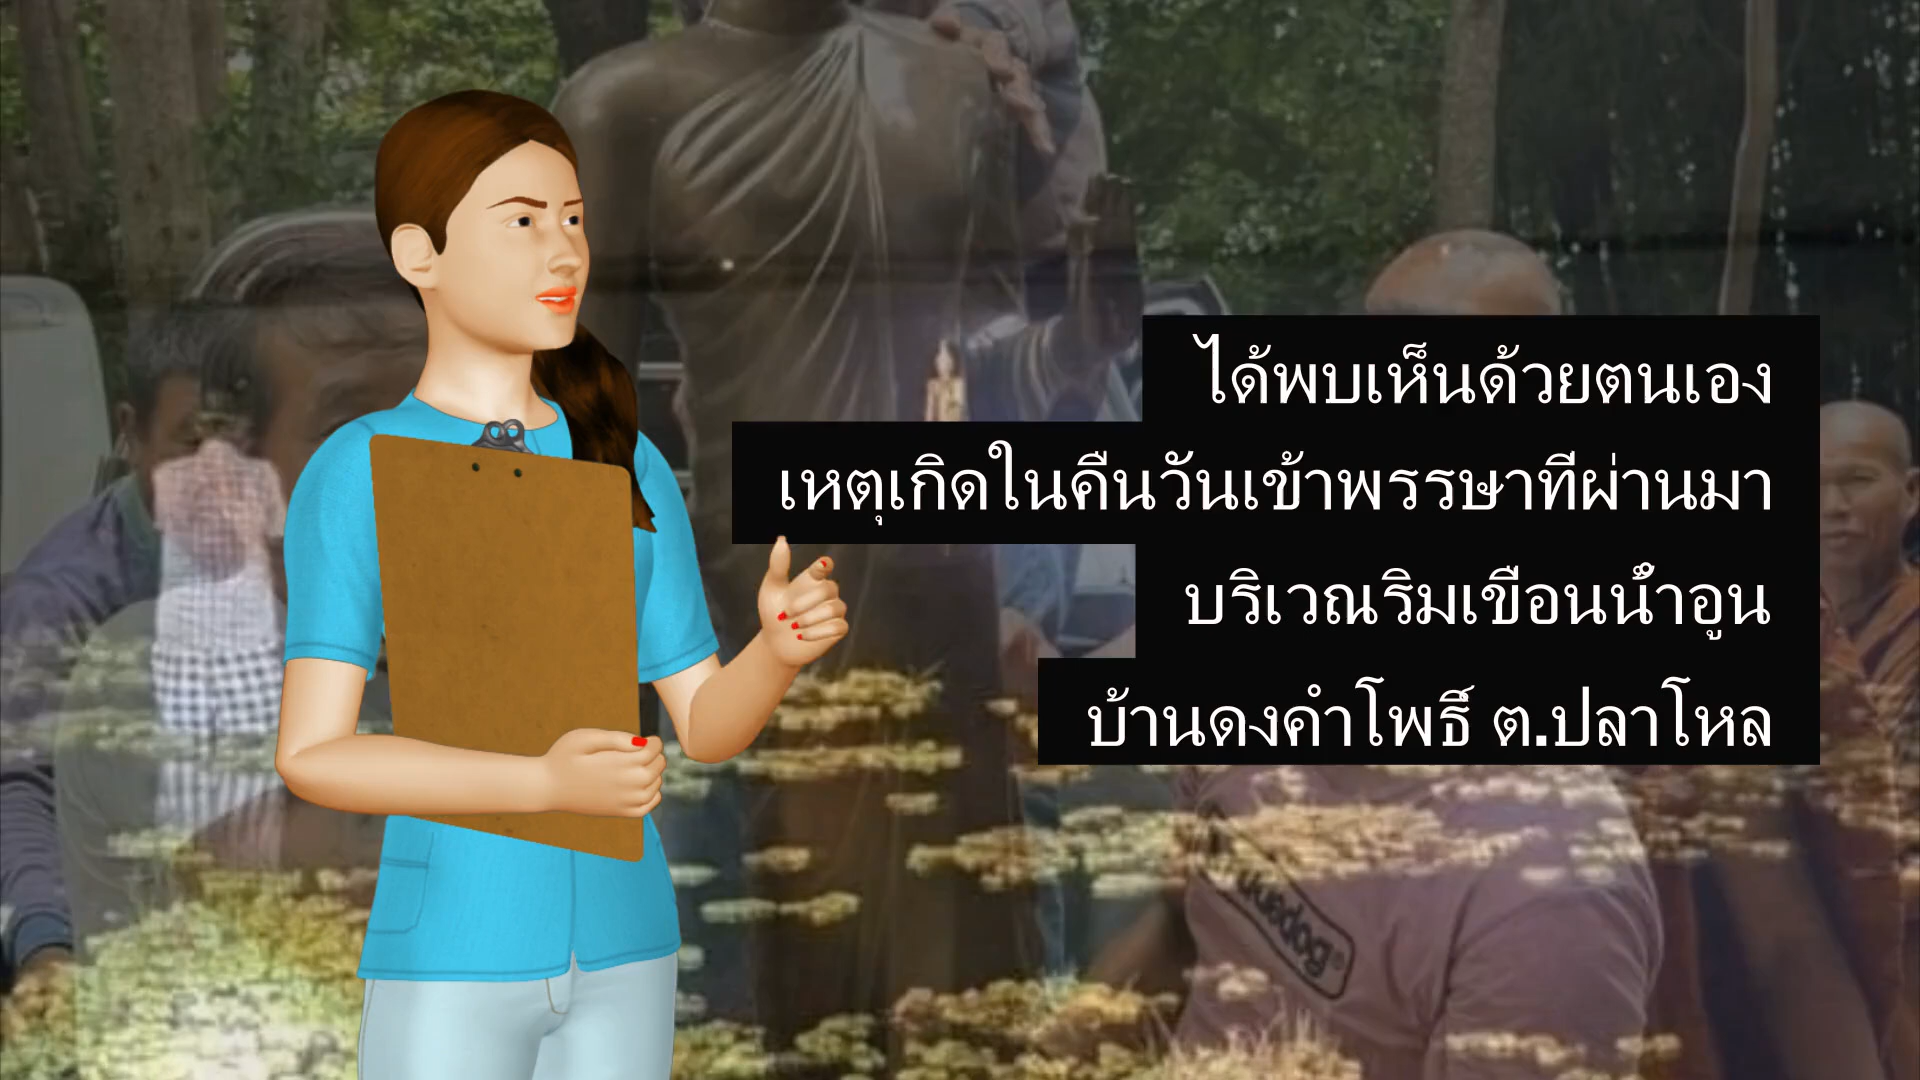 ได้พบเห็นด้วยตนเอง
เหตุเกิดในคืนวันเข้าพรรษาที่ผ่านมา
บริเวณริมเขื่อนน้ำอูน
บ้านดงคำโพธิ์ ต.ปลาโหล
bluedog